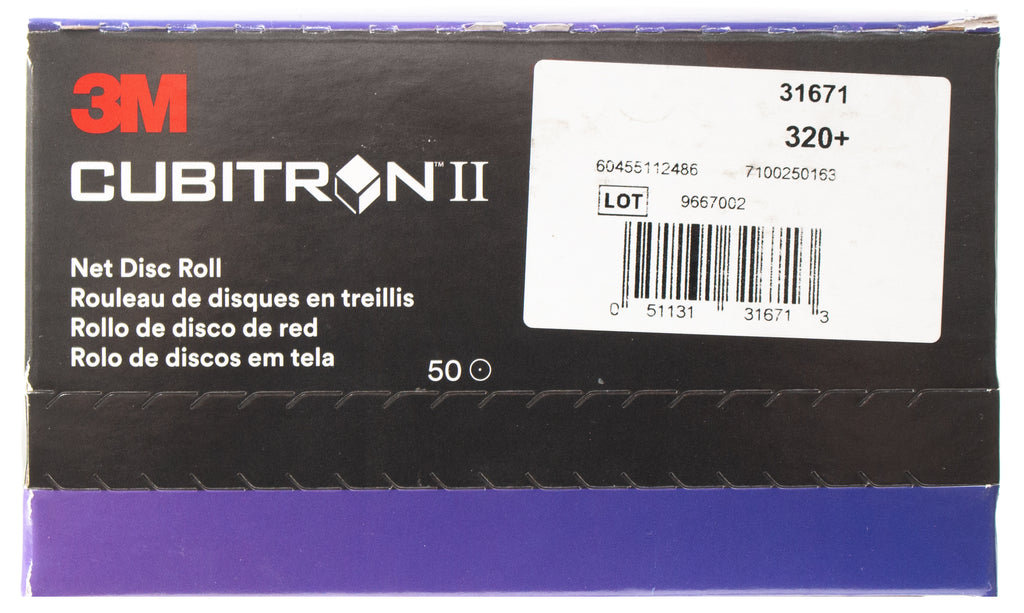 3M
CUBITRON™ II
Net Disc Roll
Rouleau de disques en treillis
Rollo de disco de red
Rolo de discos em tela
50
31671
320+
60455112486 7100250163
LOT 9667002
0 51131 31671 3